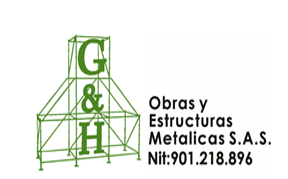 G
&
H
Obras y
Estructuras
Metalicas S.A.S.
Nit:901.218.896